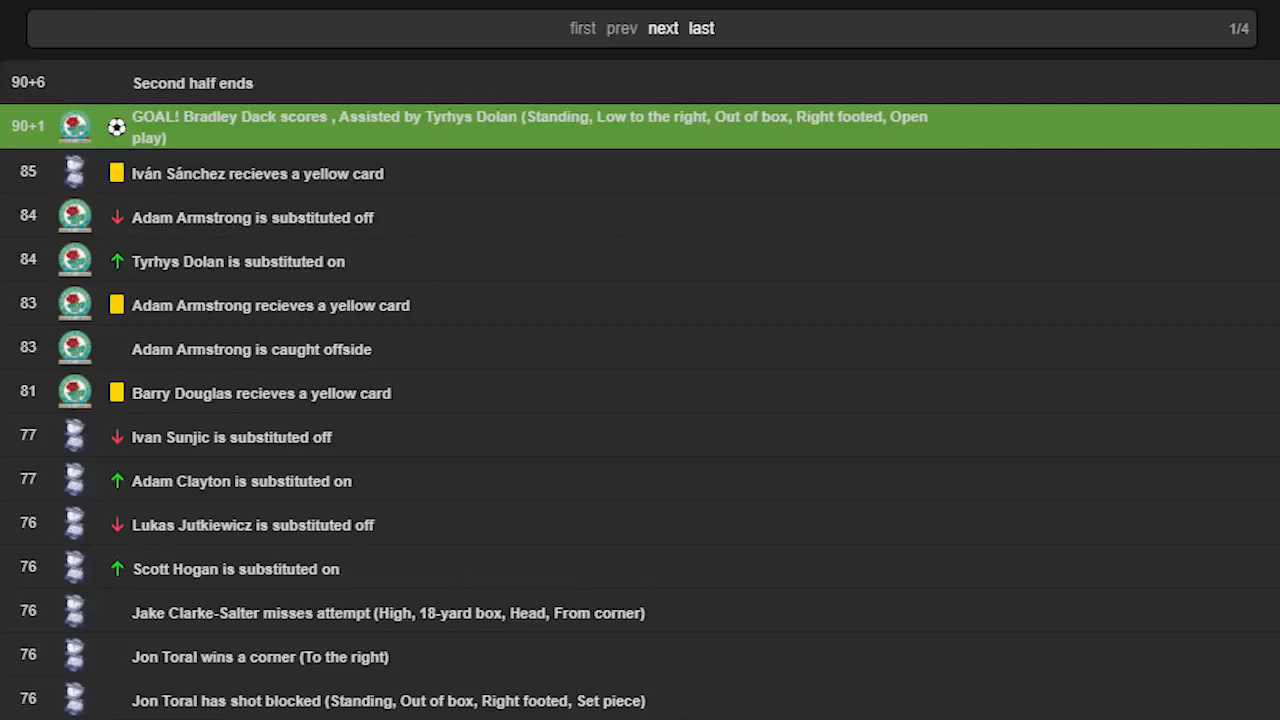 first prev next last 1/4
90+6 Second half ends
90+1 GOAL! Bradley Dack scores , Assisted by Tyrhys Dolan (Standing, Low to the right, Out of box, Right footed, Open
play)
85 Iván Sánchez recieves a yellow card
84 Adam Armstrong is substituted off
84 Tyrhys Dolan is substituted on
83 Adam Armstrong recieves a yellow card
83 Adam Armstrong is caught offside
81 Barry Douglas recieves a yellow card
77 Ivan Sunjic is substituted off
77 Adam Clayton is substituted on
76 Lukas Jutkiewicz is substituted off
76 Scott Hogan is substituted on
76 Jake Clarke-Salter misses attempt (High, 18-yard box, Head, From corner)
76 Jon Toral wins a corner (To the right)
76 Jon Toral has shot blocked (Standing, Out of box, Right footed, Set piece)